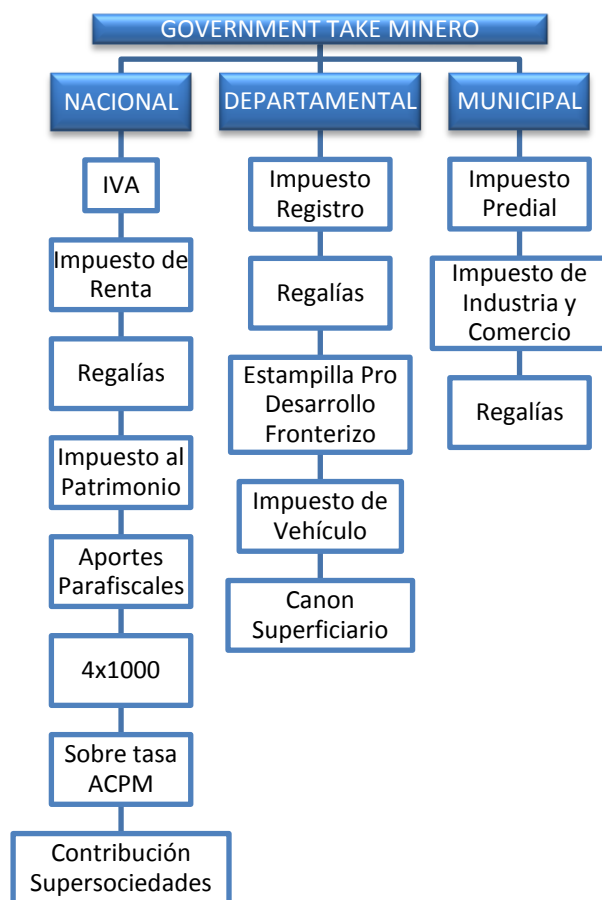 GOVERNMENT TAKE MINERO
NACIONAL
IVA
Impuesto de
Renta
Regalías
Impuesto al
Patrimonio
Aportes
Parafiscales
4x1000
Sobre tasa
ACPM
Contribución
Supersociedades
DEPARTAMENTAL
Impuesto
Registro
Regalías
Estampilla Pro
Desarrollo
Fronterizo
Impuesto de
Vehículo
Canon
Superficiario
MUNICIPAL
Impuesto
Predial
Impuesto de
Industria y
Comercio
Regalías